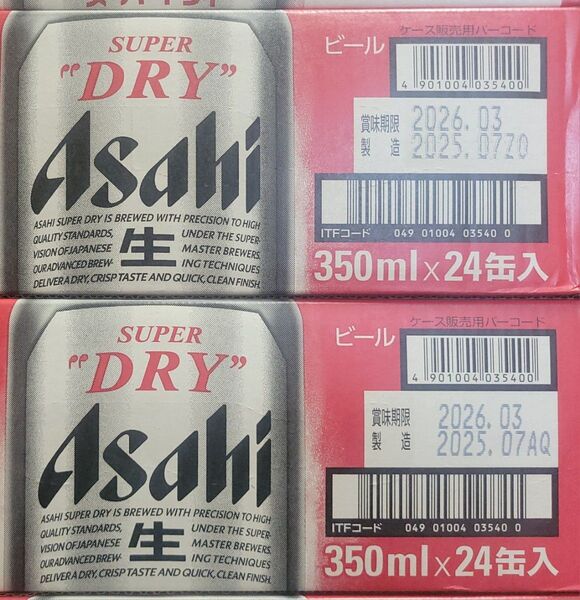 SUPER
"DRY"
Asahi
ASAHI SUPER DRY IS BREWED WITH PRECISION TO HIGH
QUALITY STANDARDS, UNDER THE SUPER-
VISION OF JAPANESE MASTER BREWERS.
OUR ADVANCED BREW- ING TECHNIQUES
DELIVER A DRY, CRISP TASTE AND QUICK, CLEAN FINISH.
生
ビール
ケース販売用バーコード
4 901004 035400
賞味期限 2026.03
製造 2025.07Z0
ITFコード 049 01004 03540 0
350ml×24缶入
SUPER
"DRY"
Asahi
ASAHI SUPER DRY IS BREWED WITH PRECISION TO HIGH
QUALITY STANDARDS, UNDER THE SUPER-
VISION OF JAPANESE MASTER BREWERS.
OUR ADVANCED BREW- ING TECHNIQUES
DELIVER A DRY, CRISP TASTE AND QUICK, CLEAN FINISH.
生
ビール
ケース販売用バーコード
4 901004 035400
賞味期限 2026.03
製造 2025.07AQ
ITFコード 049 01004 03540 0
350ml×24缶入